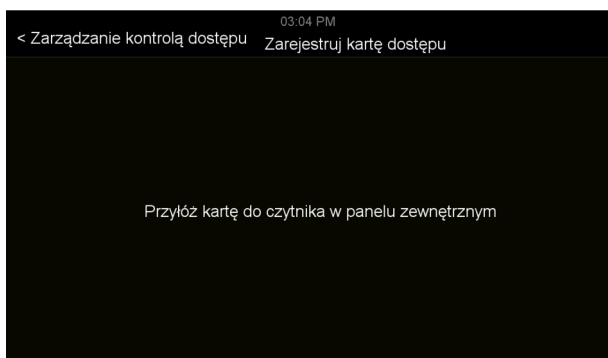 03:04 PM
< Zarządzanie kontrolą dostępu Zarejestruj kartę dostępu
Przyłóż kartę do czytnika w panelu zewnętrznym